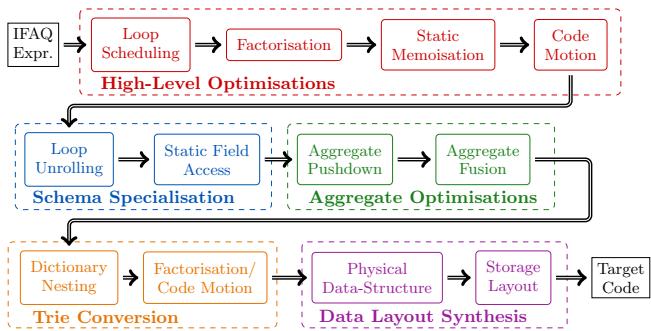 IFAQ
Expr.
Loop
Scheduling
Factorisation
Static
Memoisation
Code
Motion
High-Level Optimisations
Loop
Unrolling
Static Field
Access
Schema Specialisation
Aggregate
Pushdown
Aggregate
Fusion
Aggregate Optimisations
Dictionary
Nesting
Factorisation/
Code Motion
Trie Conversion
Physical
Data-Structure
Storage
Layout
Data Layout Synthesis
Target
Code